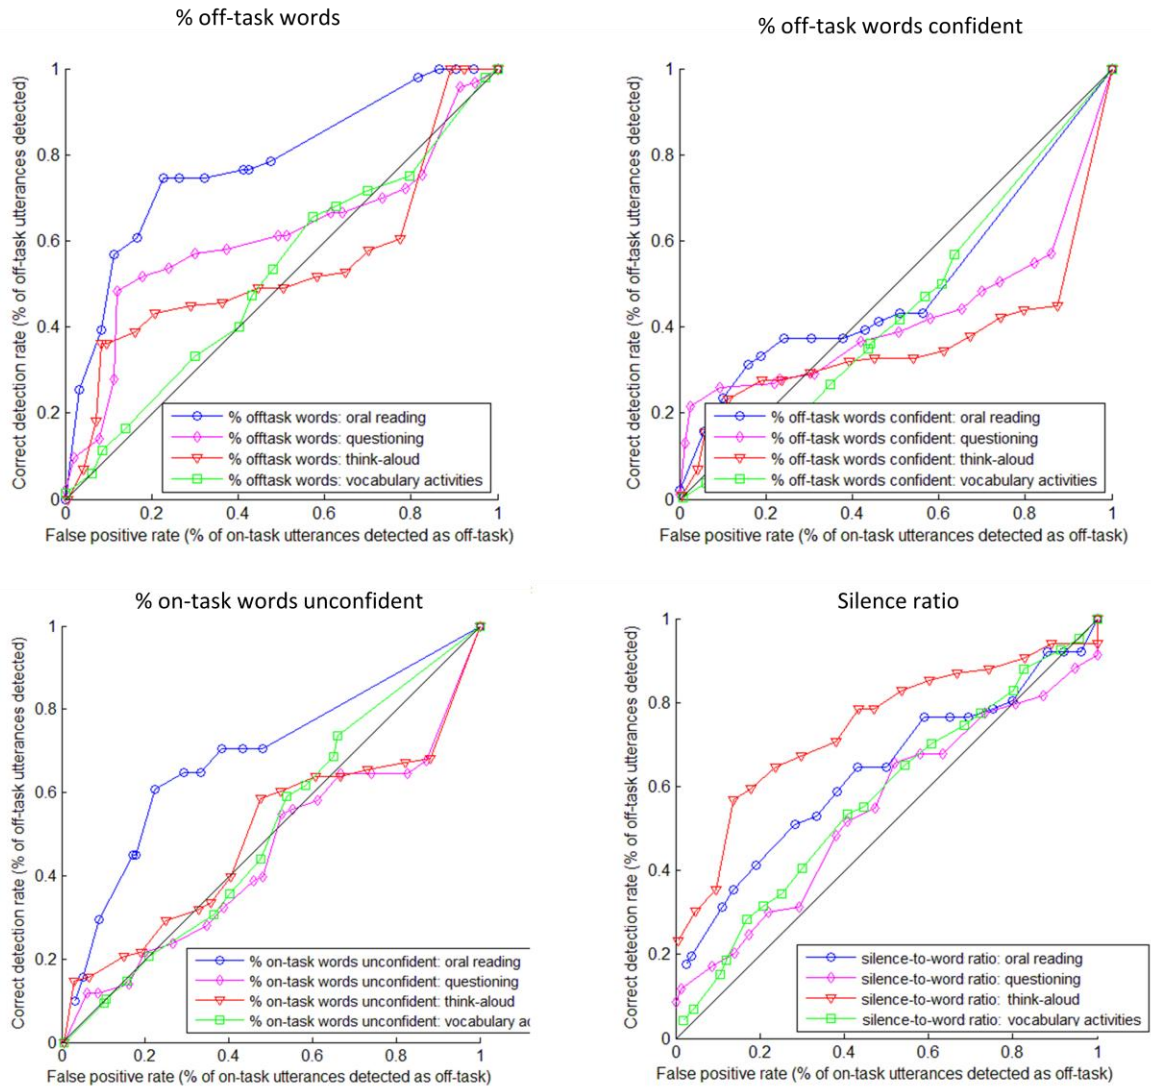 % off-task words
Correct detection rate (% of off-task utterances detected)
1
0.8
0.6
0.4
0.2
0
% offtask words: oral reading
% offtask words: questioning
% offtask words: think-aloud
% offtask words: vocabulary activities
0 0.2 0.4 0.6 0.8 1
False positive rate (% of on-task utterances detected as off-task)
% off-task words confident
Correct detection rate (% of off-task utterances detected)
1
0.8
0.6
0.4
0.2
0
% off-task words confident: oral reading
% off-task words confident: questioning
% off-task words confident: think-aloud
% off-task words confident: vocabulary activities
0 0.2 0.4 0.6 0.8 1
False positive rate (% of on-task utterances detected as off-task)
% on-task words unconfident
Correct detection rate (% of off-task utterances detected)
1
0.8
0.6
0.4
0.2
0
% on-task words unconfident: oral reading
% on-task words unconfident: questioning
% on-task words unconfident: think-aloud
% on-task words unconfident: vocabulary a
0 0.2 0.4 0.6 0.8 1
False positive rate (% of on-task utterances detected as off-task)
Silence ratio
Correct detection rate (% of off-task utterances detected)
1
0.8
0.6
0.4
0.2
0
silence-to-word ratio: oral reading
silence-to-word ratio: questioning
silence-to-word ratio: think-aloud
silence-to-word ratio: vocabulary activities
0 0.2 0.4 0.6 0.8 1
False positive rate (% of on-task utterances detected as off-task)